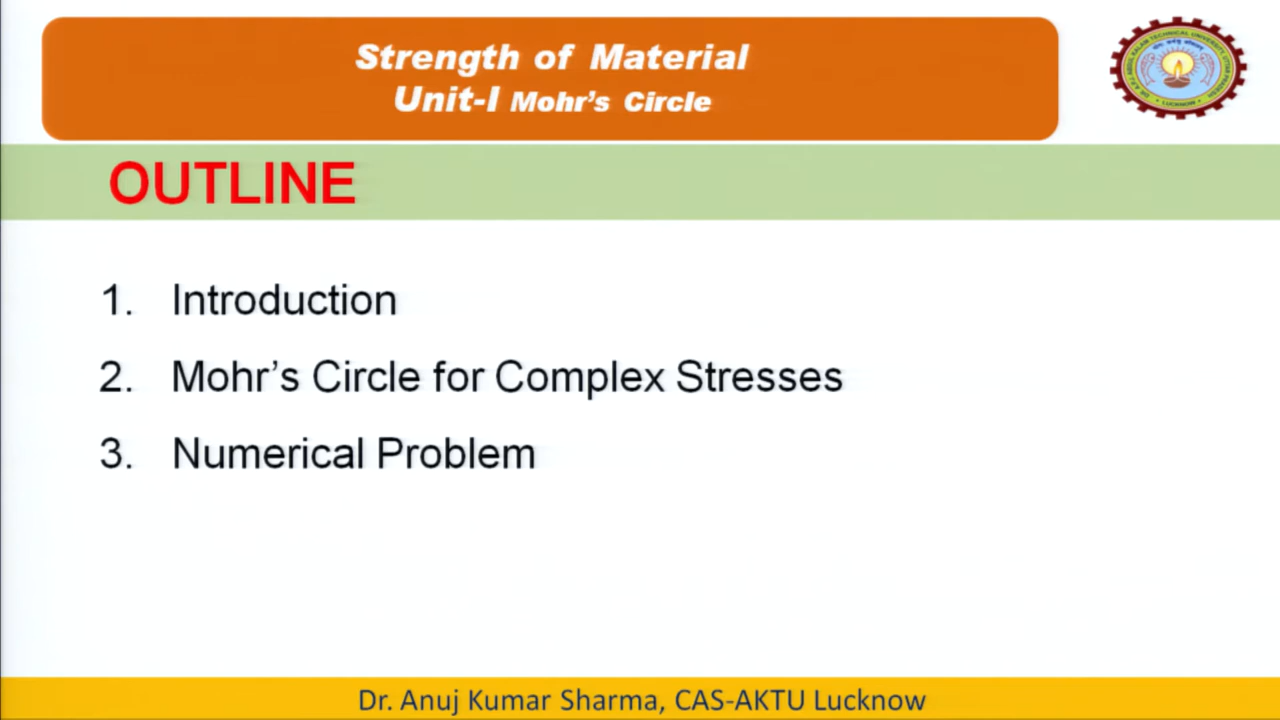 Strength of Material
Unit-I Mohr's Circle
OUTLINE
1. Introduction
2. Mohr's Circle for Complex Stresses
3. Numerical Problem
Dr. Anuj Kumar Sharma, CAS-AKTU Lucknow